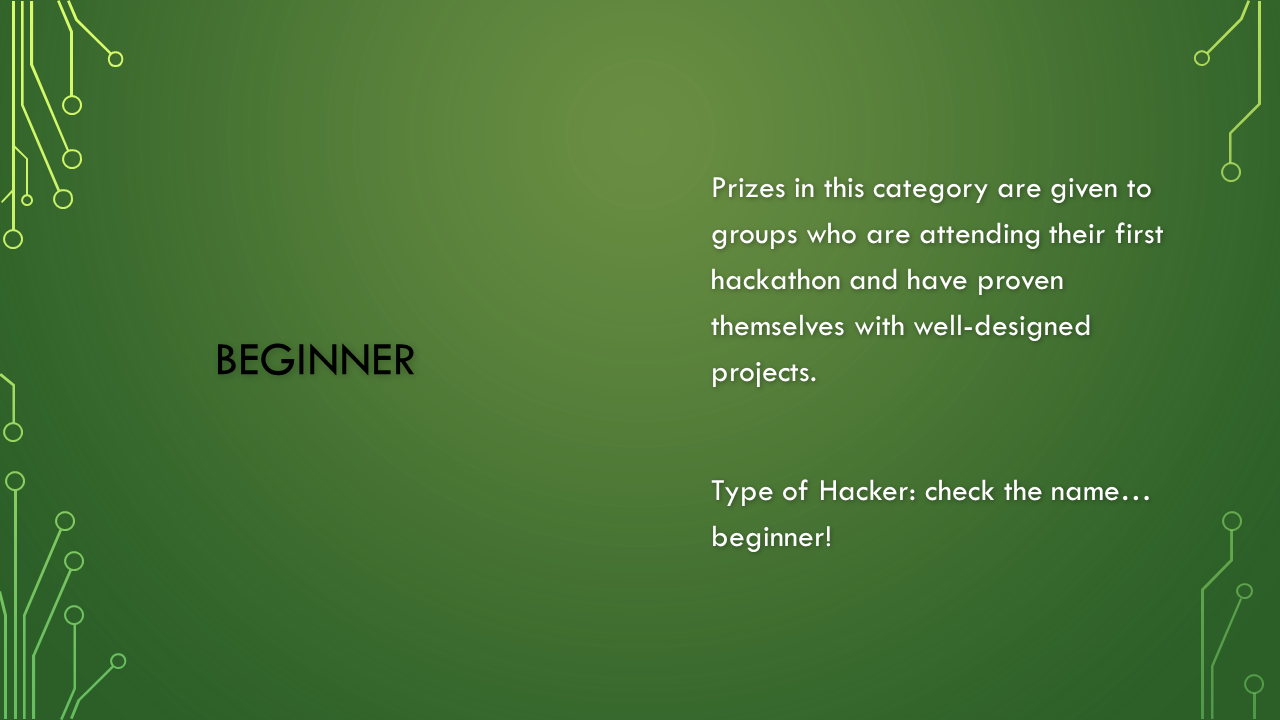 BEGINNER
Prizes in this category are given to
groups who are attending their first
hackathon and have proven
themselves with well-designed
projects.
Type of Hacker: check the name…
beginner!